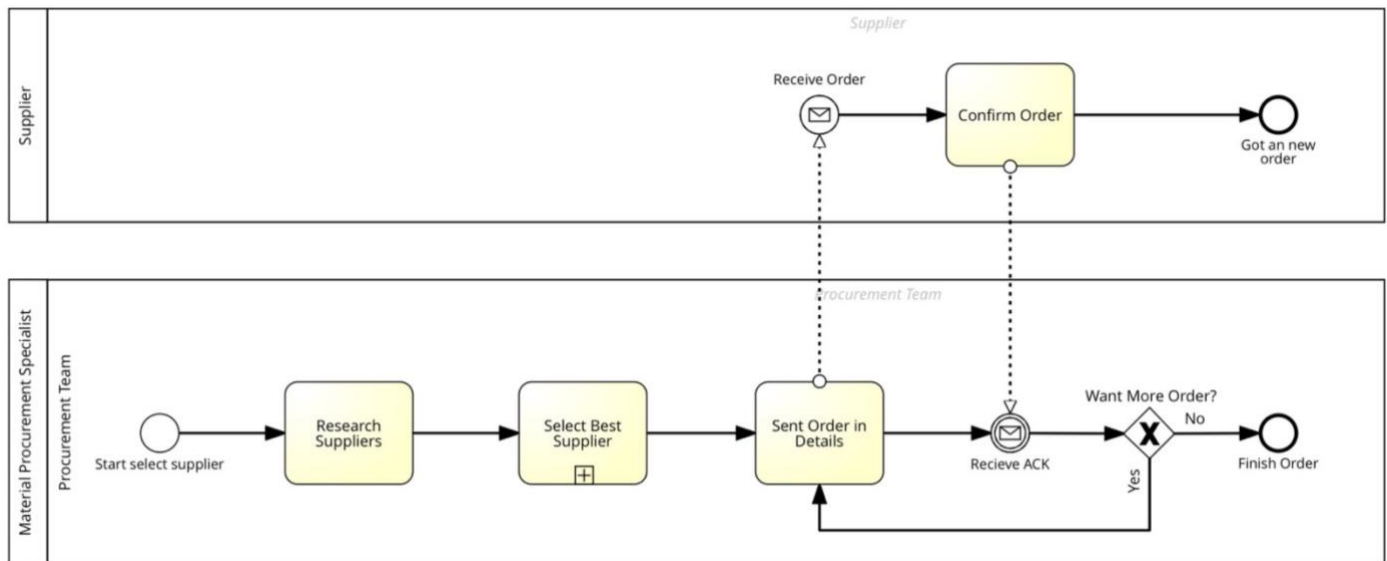 Supplier
Supplier
Receive Order
Confirm Order
Got an new
order
Material Procurement Specialist
Procurement Team
Procurement Team
Start select supplier
Research
Suppliers
Select Best
Supplier
Sent Order in
Details
Recieve ACK
Want More Order?
No
Yes
Finish Order